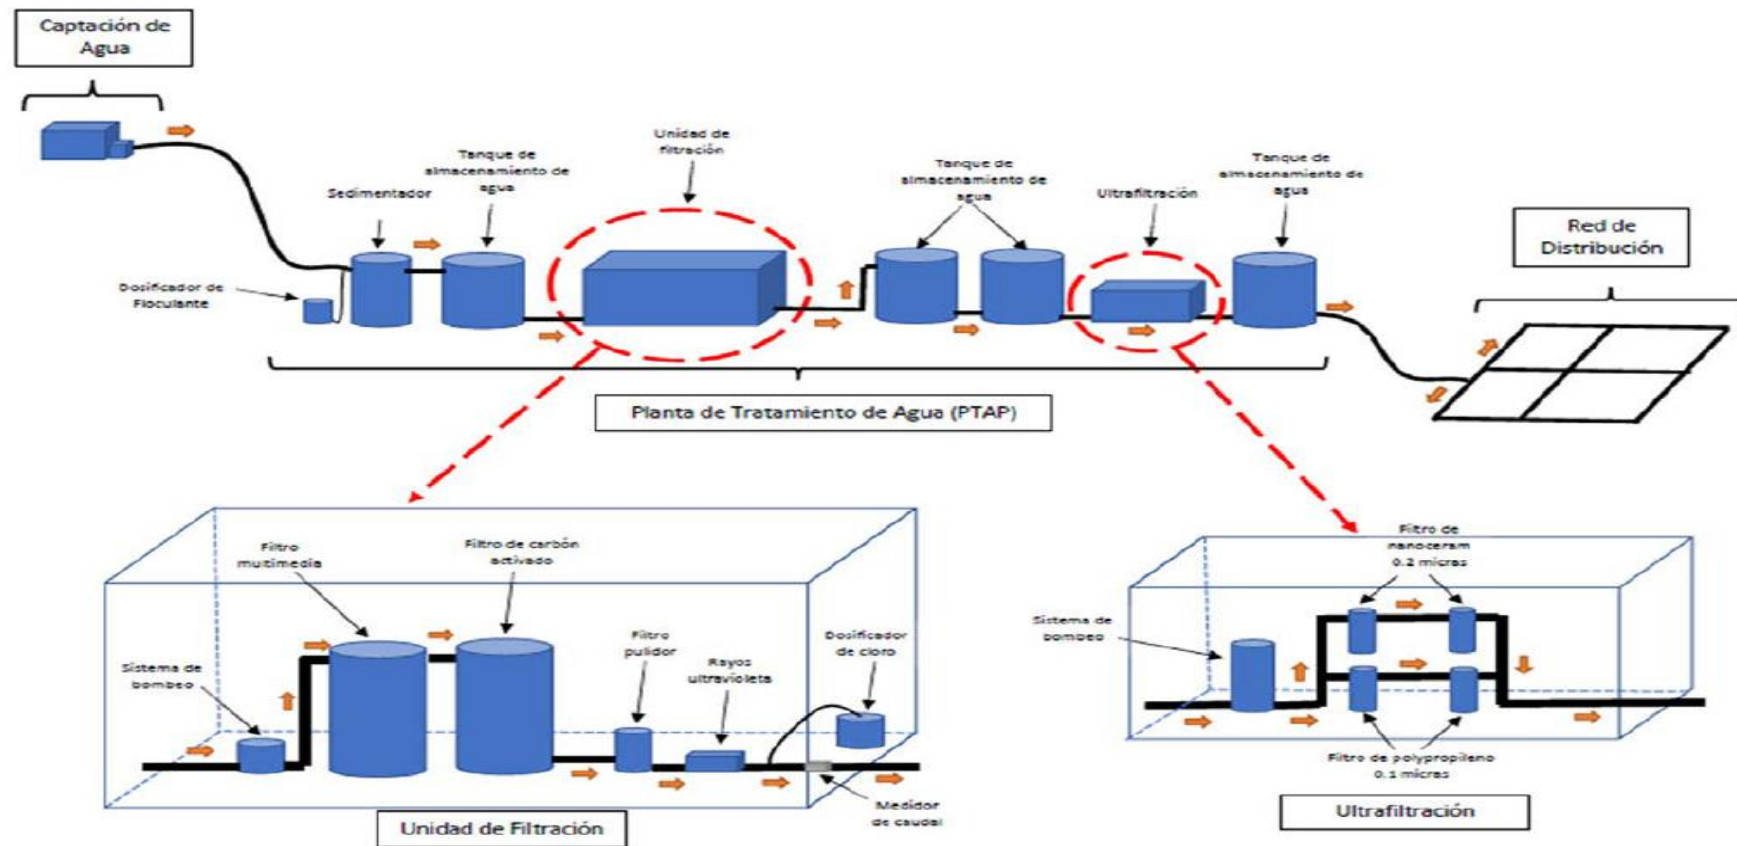 Captación de
Agua
Unidad de
filtración
Tanque de
almacenamiento de
agua
Sedimentador
Tanque de
almacenamiento de
agua
Ultrafiltración
Tanque de
almacenamiento de
agua
Red de
Distribución
Dosificador de
Floculante
Planta de Tratamiento de Agua (PTAP)
Filtro
multimedia
Filtro de carbón
activado
Sistema de
bombeo
Filtro
pulidor
Rayos
ultravioleta
Dosificador
de cloro
Medidor
de caudal
Unidad de Filtración
Filtro de
nanoceram
0.2 micras
Sistema de
bombeo
Filtro de polypropileno
0.1 micras
Ultrafiltración